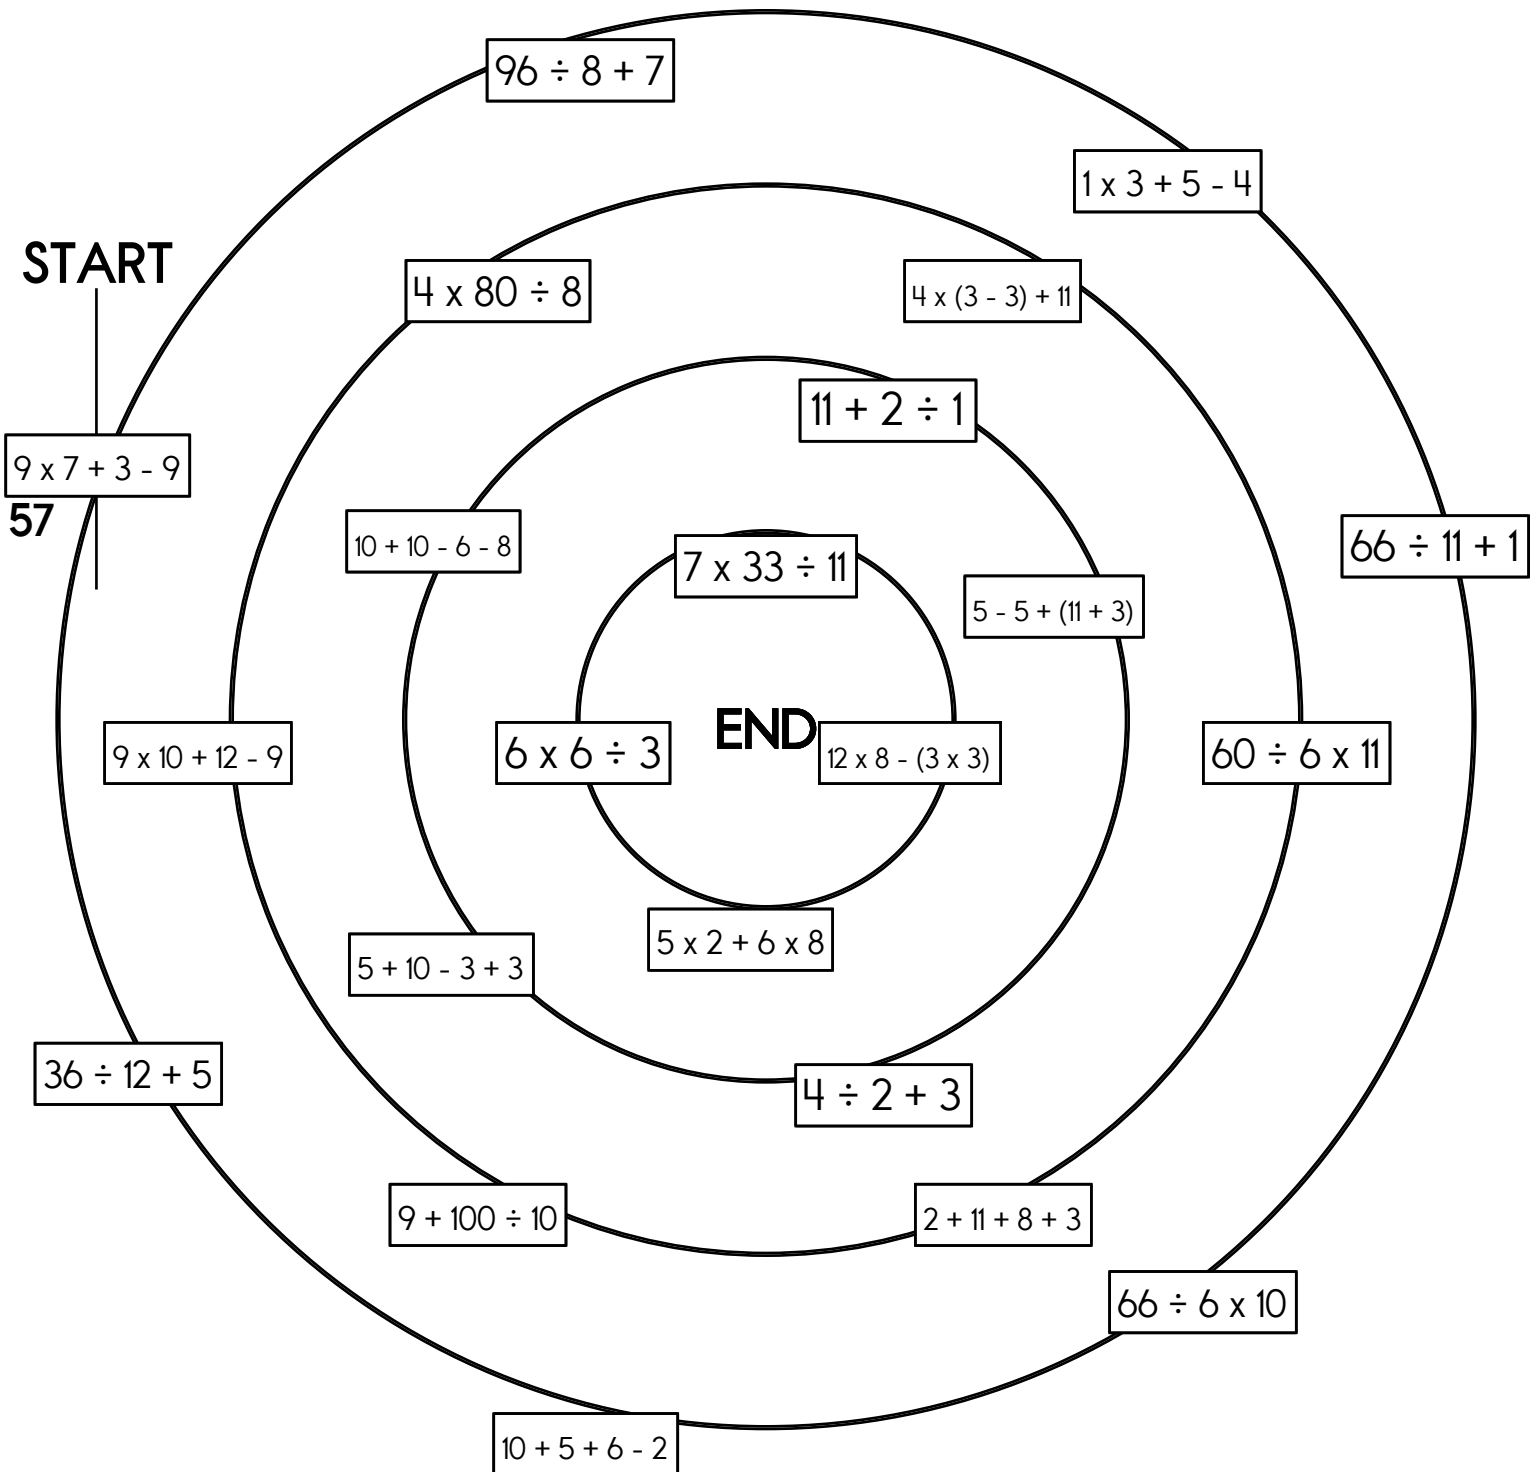 96 ÷ 8 + 7
1 x 3 + 5 - 4
START
4 x 80 ÷ 8
4 x (3 - 3) + 11
11 + 2 ÷ 1
9 x 7 + 3 - 9
57
10 + 10 - 6 - 8
66 ÷ 11 + 1
7 x 33 ÷ 11
5 - 5 + (11 + 3)
9 x 10 + 12 - 9
6 x 6 ÷ 3
END
12 x 8 - (3 x 3)
60 ÷ 6 x 11
5 x 2 + 6 x 8
5 + 10 - 3 + 3
36 ÷ 12 + 5
4 ÷ 2 + 3
9 + 100 ÷ 10
2 + 11 + 8 + 3
66 ÷ 6 x 10
10 + 5 + 6 - 2